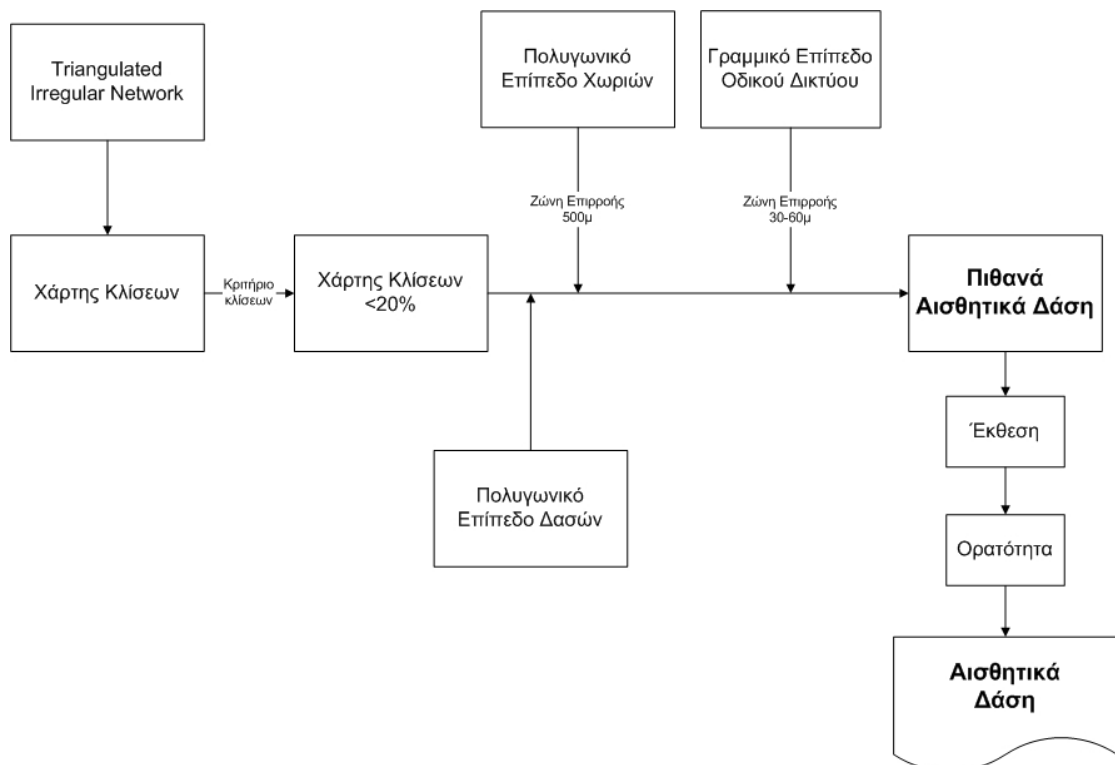 Triangulated
Irregular Network
Πολυγωνικό
Επίπεδο Χωριών
Γραμμικό Επίπεδο
Οδικού Δικτύου
Ζώνη Επιρροής
500μ
Ζώνη Επιρροής
30-60μ
Χάρτης Κλίσεων
Κριτήριο
κλίσεων
Χάρτης Κλίσεων
<20%
Πιθανά
Αισθητικά Δάση
Έκθεση
Πολυγωνικό
Επίπεδο Δασών
Ορατότητα
Αισθητικά
Δάση